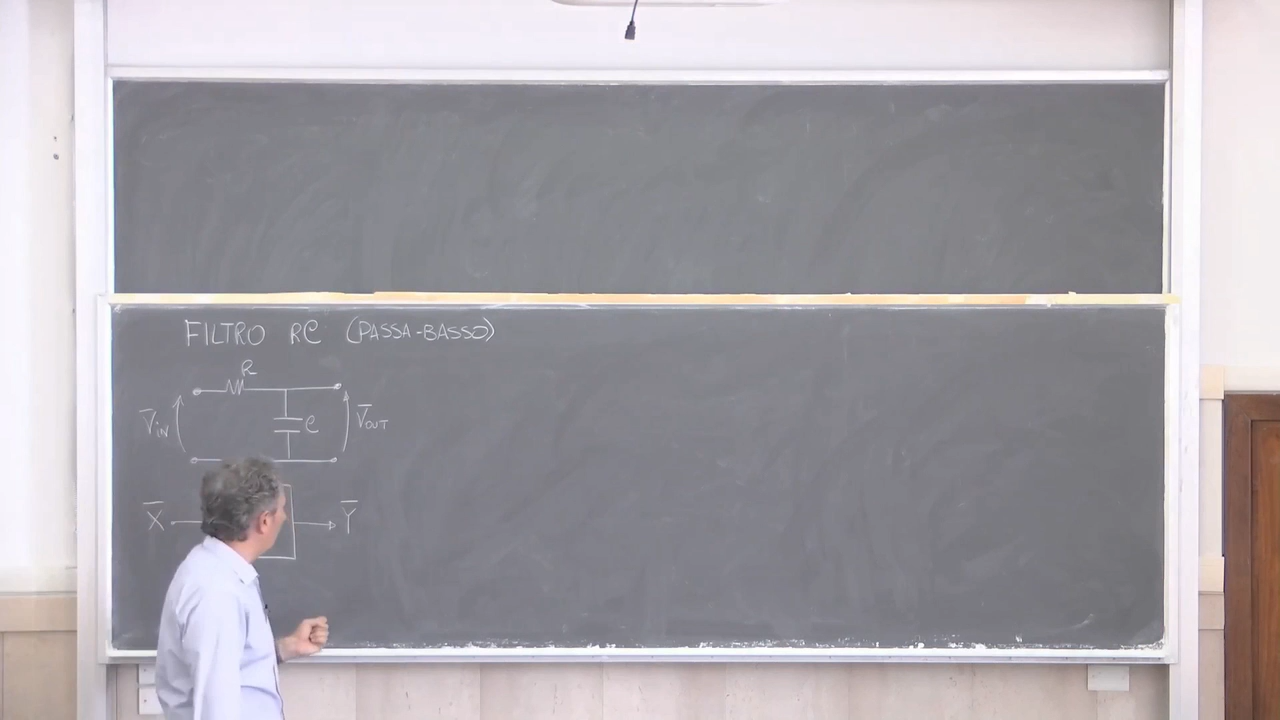 FILTRO RC (PASSA-BASSO)
R
V̅IN C V̅OUT
X̅ Y̅